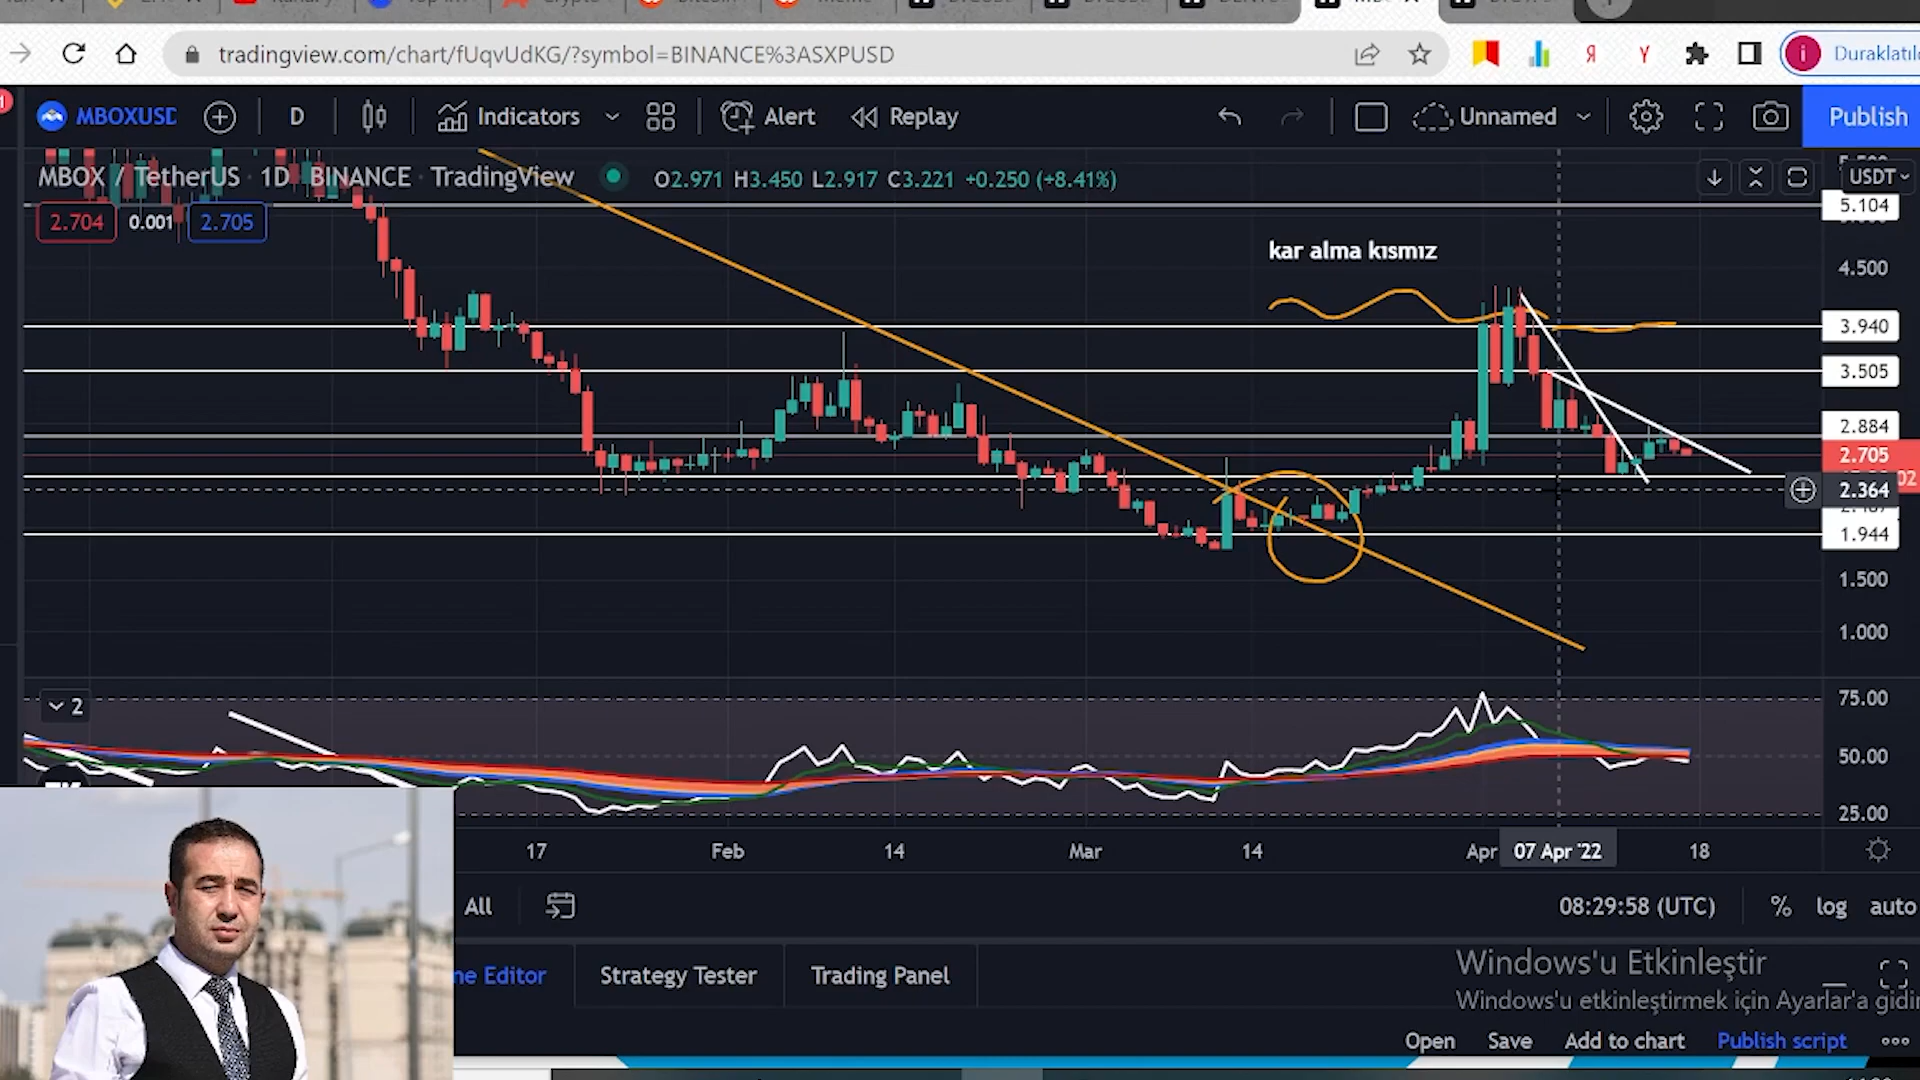 tradingview.com/chart/fUqvUdKG/?symbol=BINANCE%3ASXPUSD
Duraklatıl
MBOXUSD
D
Indicators
Alert
Replay
Unnamed
Publish
MBOX / TetherUS · 1D · BINANCE · TradingView
O2.971 H3.450 L2.917 C3.221 +0.250 (+8.41%)
USDT
2.704
0.001
2.705
5.104
kar alma kısmız
4.500
3.940
3.505
2.884
2.705
2.364
1.944
1.500
1.000
2
75.00
50.00
25.00
17
Feb
14
Mar
14
Apr
07 Apr '22
18
All
08:29:58 (UTC)
%
log
auto
ne Editor
Strategy Tester
Trading Panel
Windows'u Etkinleştir
Windows'u etkinleştirmek için Ayarlar'a gidi
Open
Save
Add to chart
Publish script